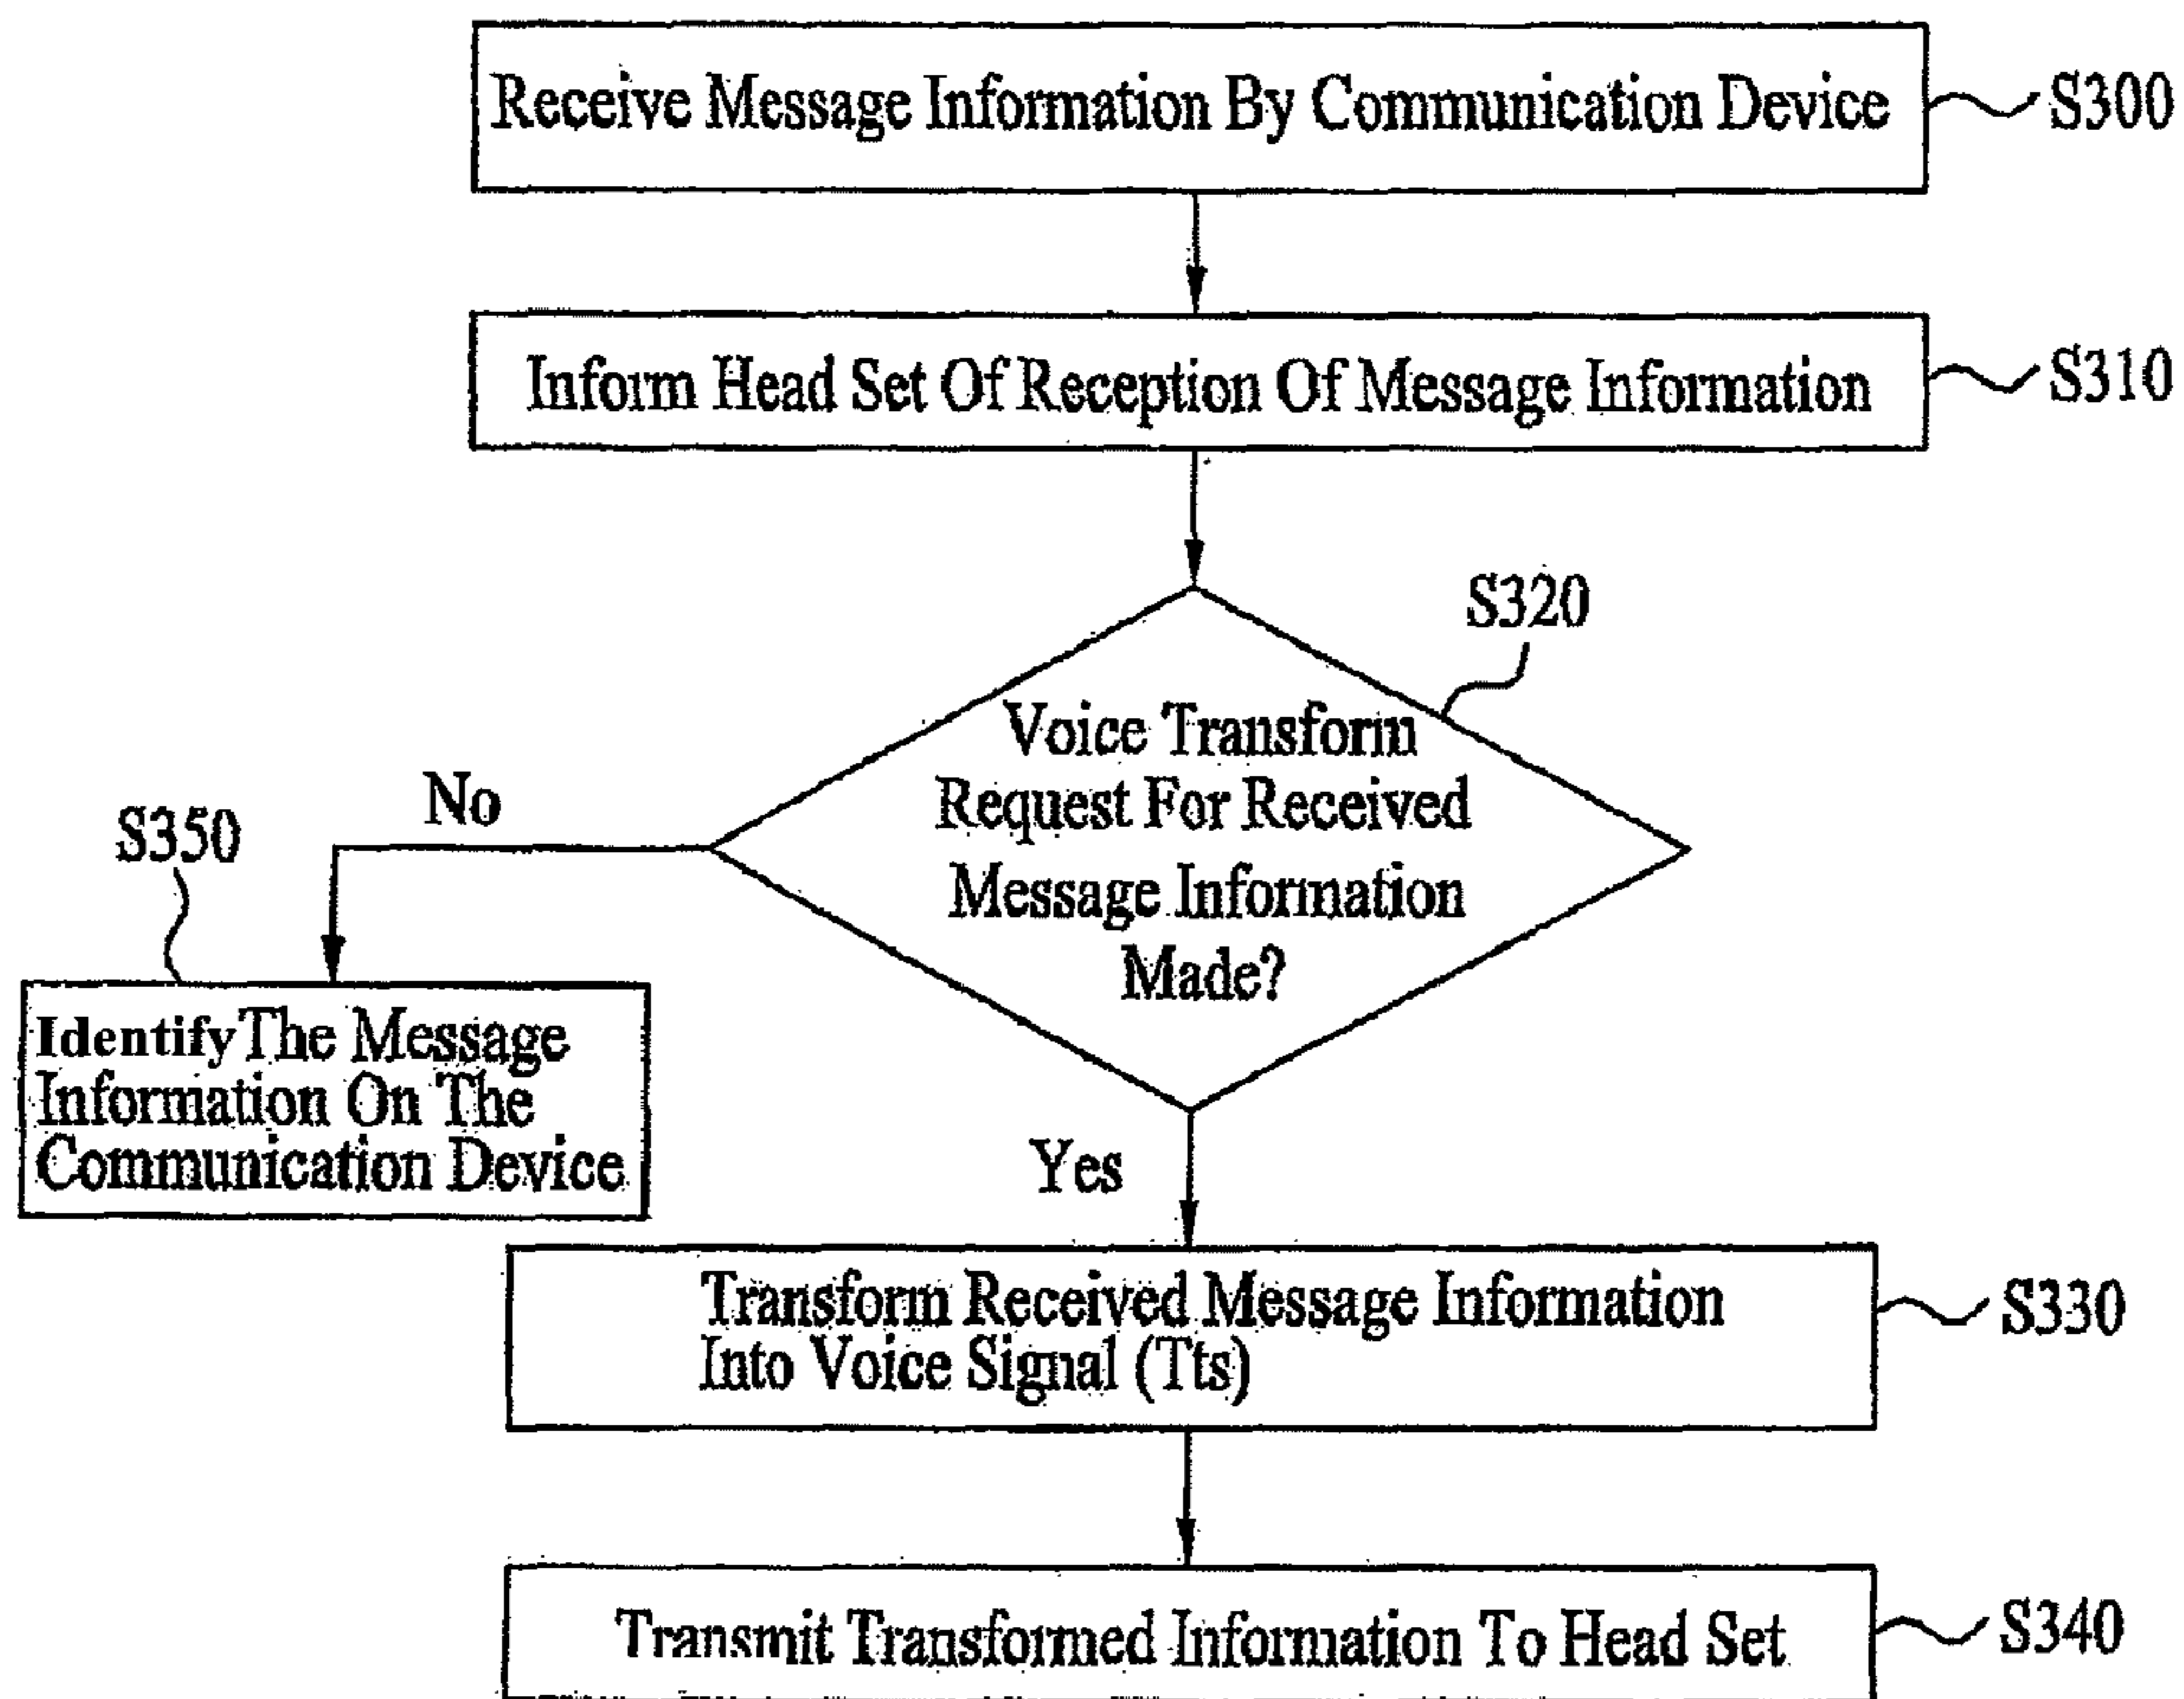 Receive Message Information By Communication Device
S300
Inform Head Set Of Reception Of Message Information
S310
S320
Voice Transform
Request For Received
Message Information
Made?
No
S350
Identify The Message
Information On The
Communication Device
Yes
Transform Received Message Information
Into Voice Signal (Tts)
S330
Transmit Transformed Information To Head Set
S340